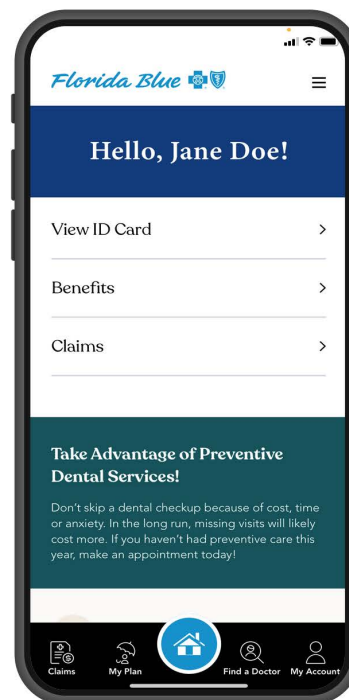 Florida Blue
Hello, Jane Doe!
View ID Card
Benefits
Claims
Take Advantage of Preventive
Dental Services!
Don't skip a dental checkup because of cost, time
or anxiety. In the long run, missing visits will likely
cost more. If you haven't had preventive care this
year, make an appointment today!
Claims
My Plan
Find a Doctor
My Account